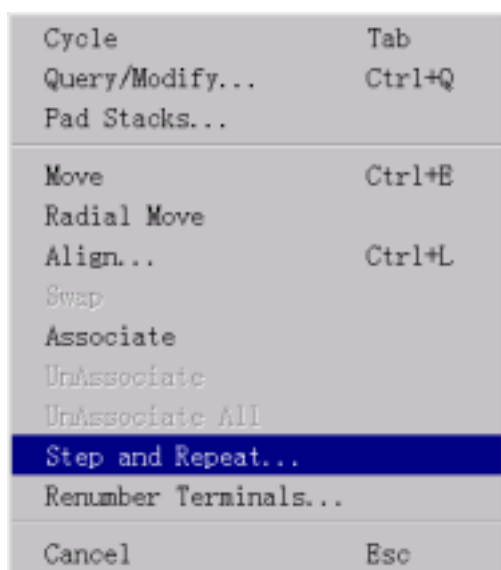 Cycle Tab
Query/Modify... Ctrl+Q
Pad Stacks...
Move Ctrl+E
Radial Move
Align... Ctrl+L
Swap
Associate
UnAssociate
UnAssociate All
Step and Repeat...
Renumber Terminals...
Cancel Esc